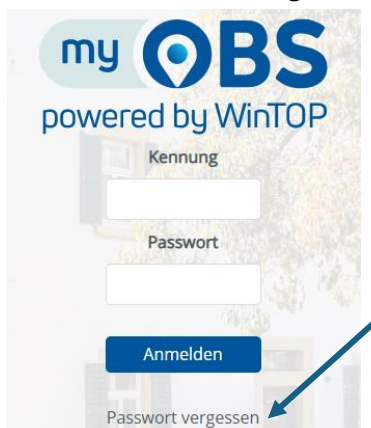 my OBS
powered by WinTOP
Kennung
Passwort
Anmelden
Passwort vergessen